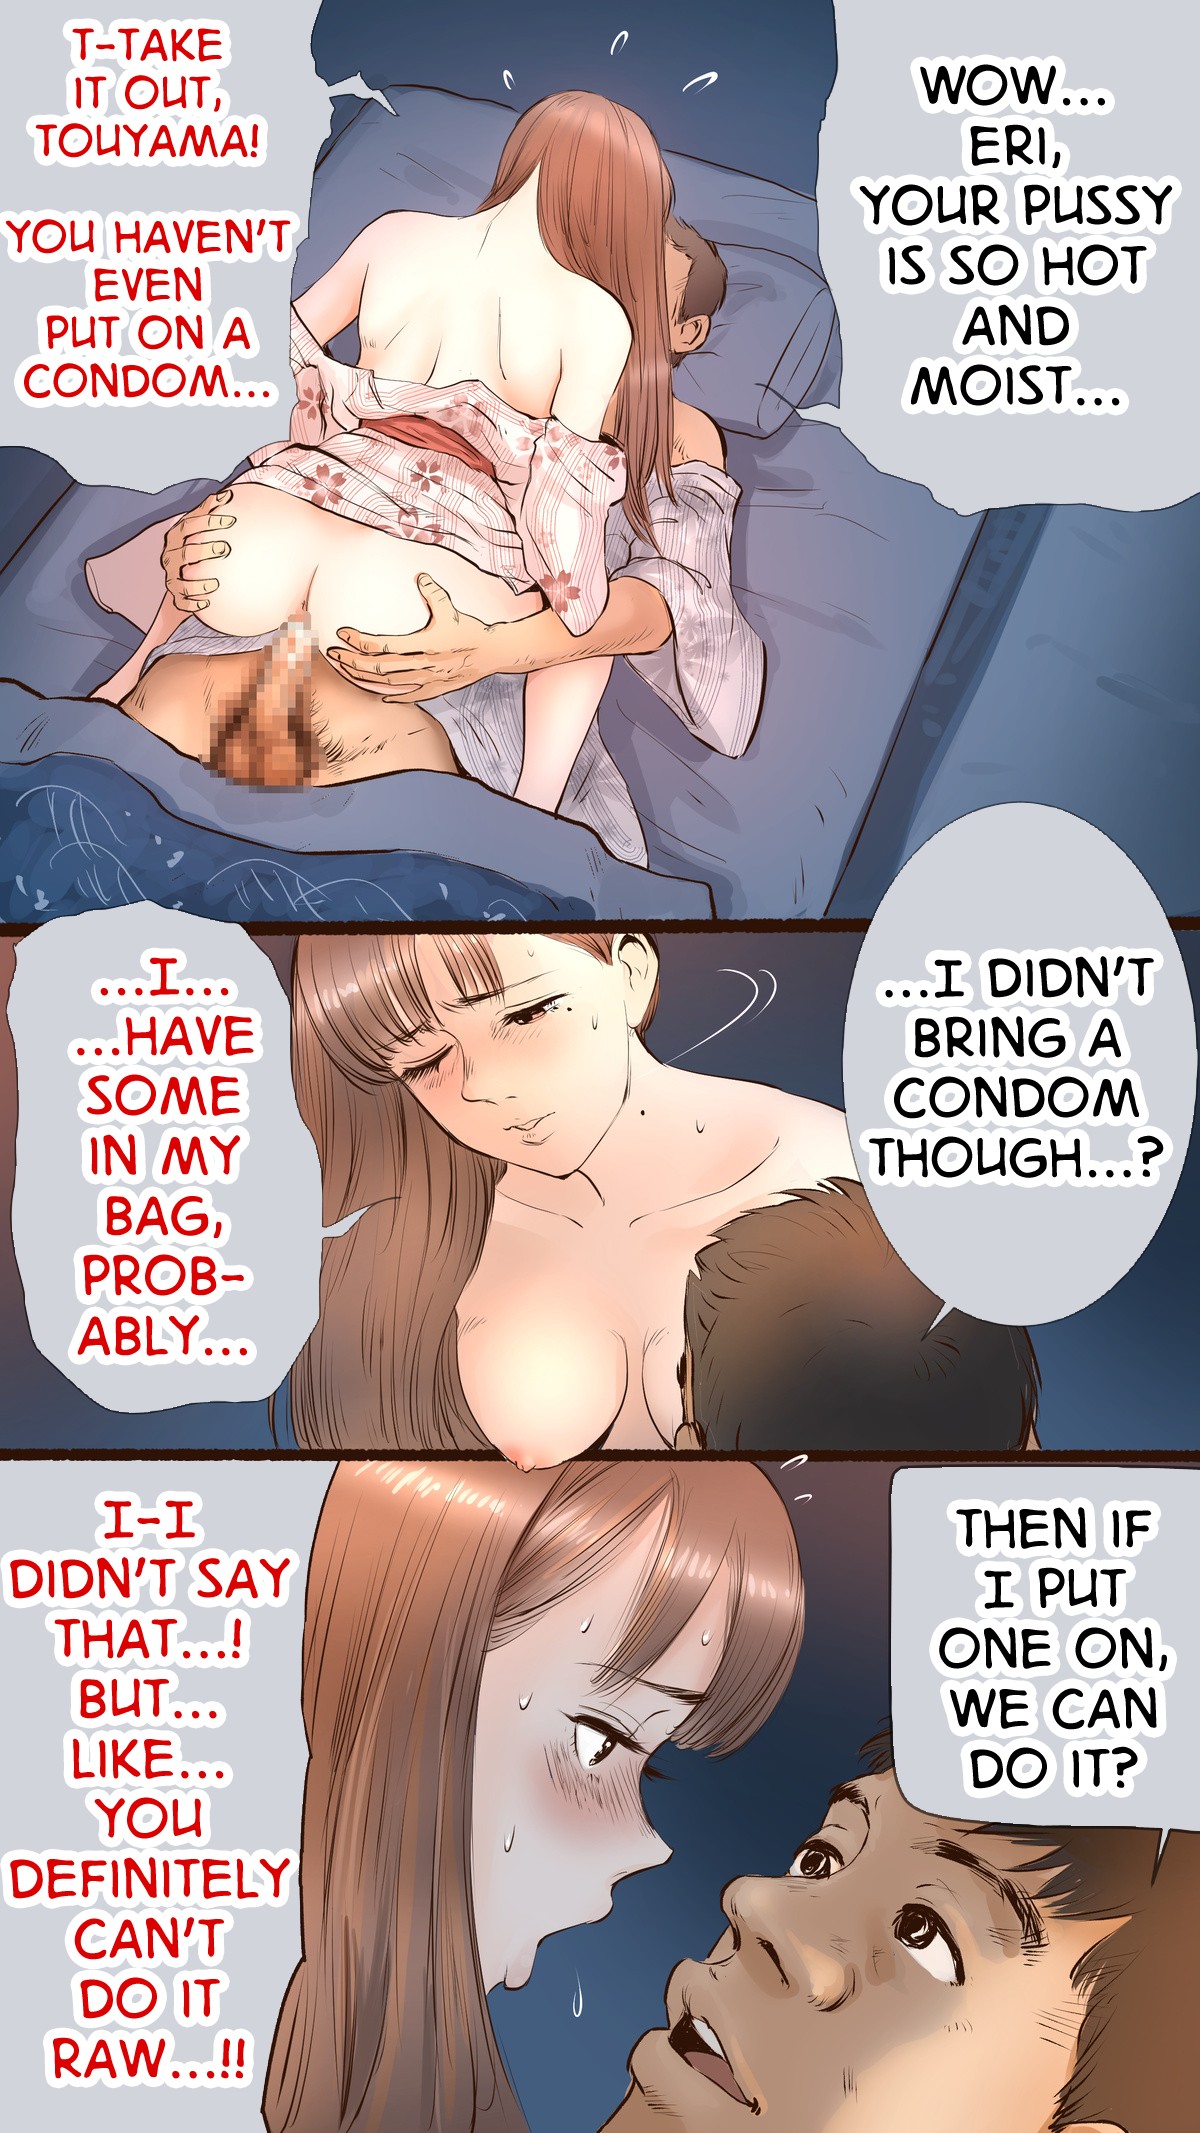 WOW...
ERI,
YOUR PUSSY
IS SO HOT
AND
MOIST...
T-TAKE
IT OUT,
TOUYAMA!
YOU HAVEN'T
EVEN
PUT ON A
CONDOM...
...I DIDN'T
BRING A
CONDOM
THOUGH...?
...I...
...HAVE
SOME
IN MY
BAG,
PROB-
ABLY...
THEN IF
I PUT
ONE ON,
WE CAN
DO IT?
I-I
DIDN'T SAY
THAT...!
BUT...
LIKE...
YOU
DEFINITELY
CAN'T
DO IT
RAW...!!